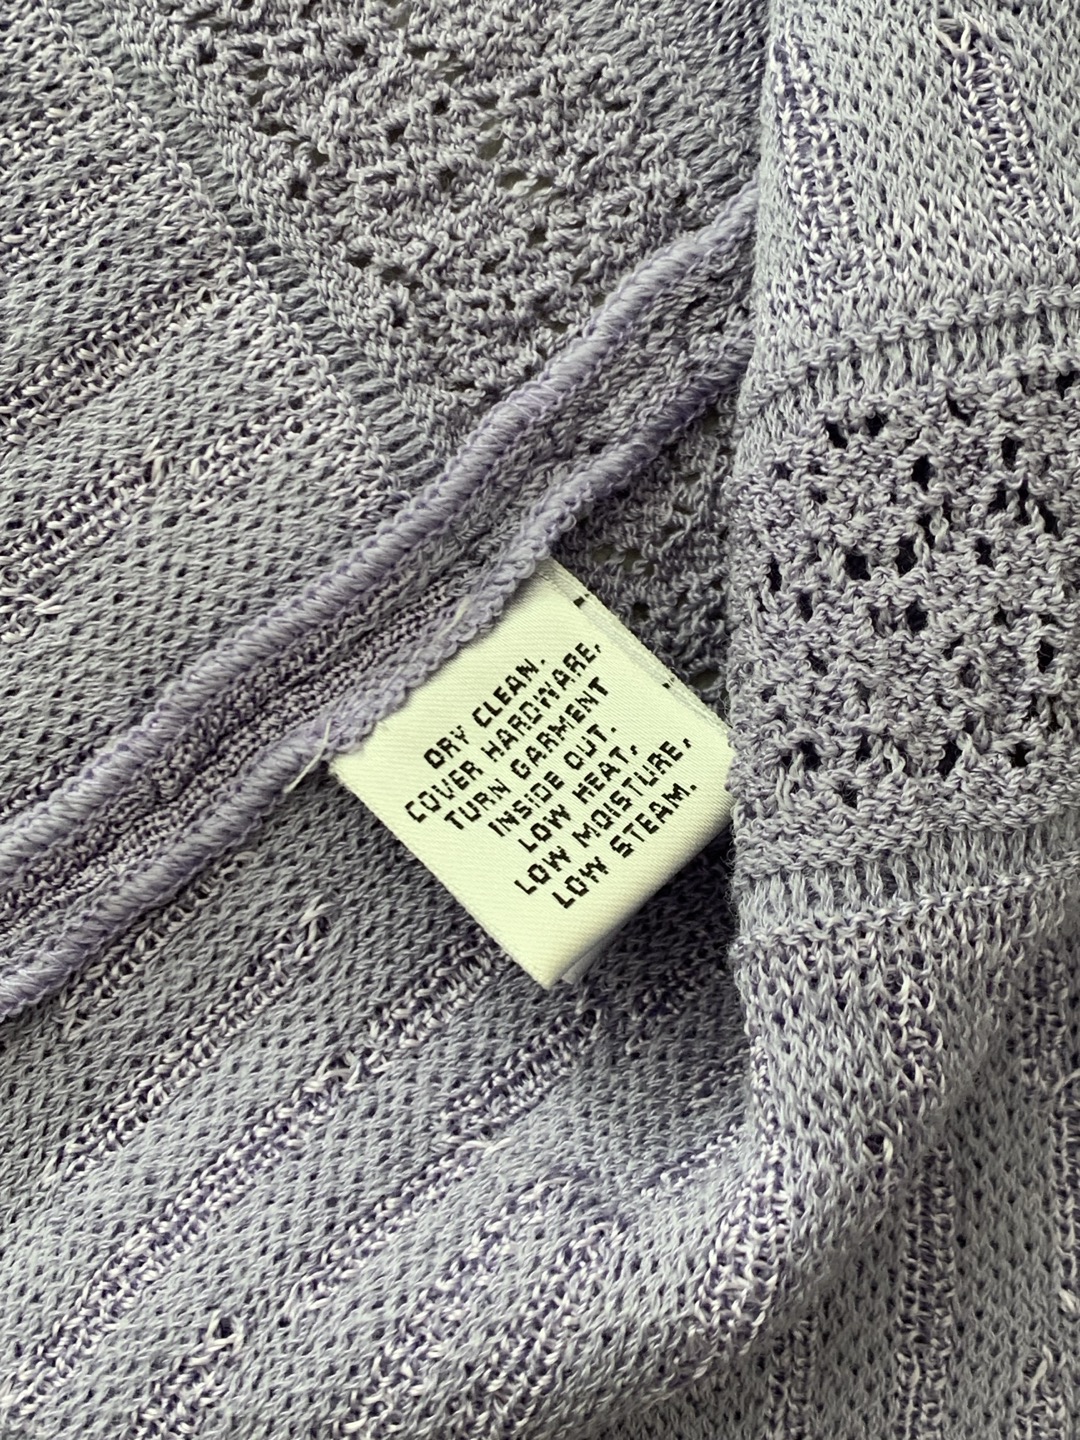 DRY CLEAN.
COVER HARDWARE,
TURN GARMENT
INSIDE OUT.
LOW HEAT,
LOW MOISTURE,
LOW STEAM.